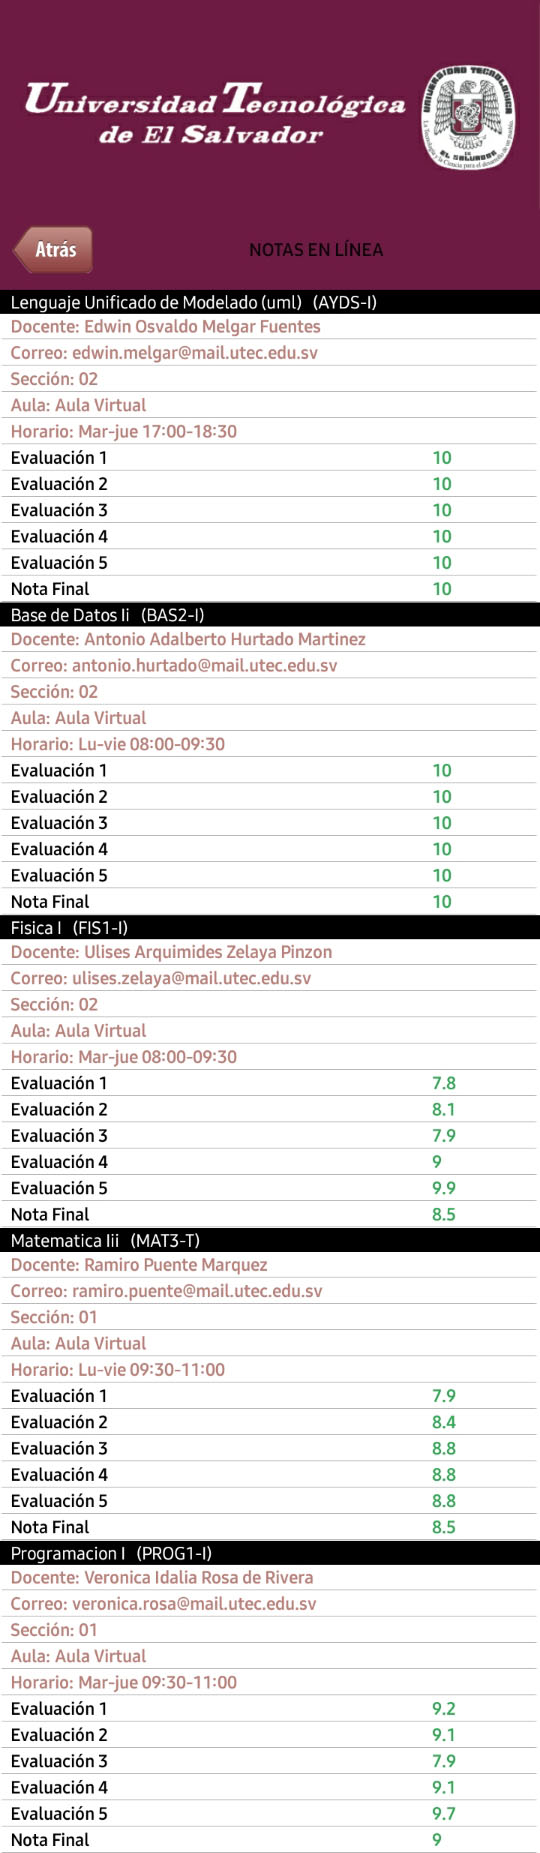 Universidad Tecnológica
de El Salvador
UNIVERSIDAD TECNOLOGICA
La Tecnología y la Ciencia para el desarrollo de un pueblo.
DE
EL SALVADOR
Atrás
NOTAS EN LÍNEA
Lenguaje Unificado de Modelado (uml) (AYDS-I)
Docente: Edwin Osvaldo Melgar Fuentes
Correo: edwin.melgar@mail.utec.edu.sv
Sección: 02
Aula: Aula Virtual
Horario: Mar-jue 17:00-18:30
Evaluación 1 10
Evaluación 2 10
Evaluación 3 10
Evaluación 4 10
Evaluación 5 10
Nota Final 10
Base de Datos Ii (BAS2-I)
Docente: Antonio Adalberto Hurtado Martinez
Correo: antonio.hurtado@mail.utec.edu.sv
Sección: 02
Aula: Aula Virtual
Horario: Lu-vie 08:00-09:30
Evaluación 1 10
Evaluación 2 10
Evaluación 3 10
Evaluación 4 10
Evaluación 5 10
Nota Final 10
Fisica I (FIS1-I)
Docente: Ulises Arquimides Zelaya Pinzon
Correo: ulises.zelaya@mail.utec.edu.sv
Sección: 02
Aula: Aula Virtual
Horario: Mar-jue 08:00-09:30
Evaluación 1 7.8
Evaluación 2 8.1
Evaluación 3 7.9
Evaluación 4 9
Evaluación 5 9.9
Nota Final 8.5
Matematica Iii (MAT3-T)
Docente: Ramiro Puente Marquez
Correo: ramiro.puente@mail.utec.edu.sv
Sección: 01
Aula: Aula Virtual
Horario: Lu-vie 09:30-11:00
Evaluación 1 7.9
Evaluación 2 8.4
Evaluación 3 8.8
Evaluación 4 8.8
Evaluación 5 8.8
Nota Final 8.5
Programacion I (PROG1-I)
Docente: Veronica Idalia Rosa de Rivera
Correo: veronica.rosa@mail.utec.edu.sv
Sección: 01
Aula: Aula Virtual
Horario: Mar-jue 09:30-11:00
Evaluación 1 9.2
Evaluación 2 9.1
Evaluación 3 7.9
Evaluación 4 9.1
Evaluación 5 9.7
Nota Final 9